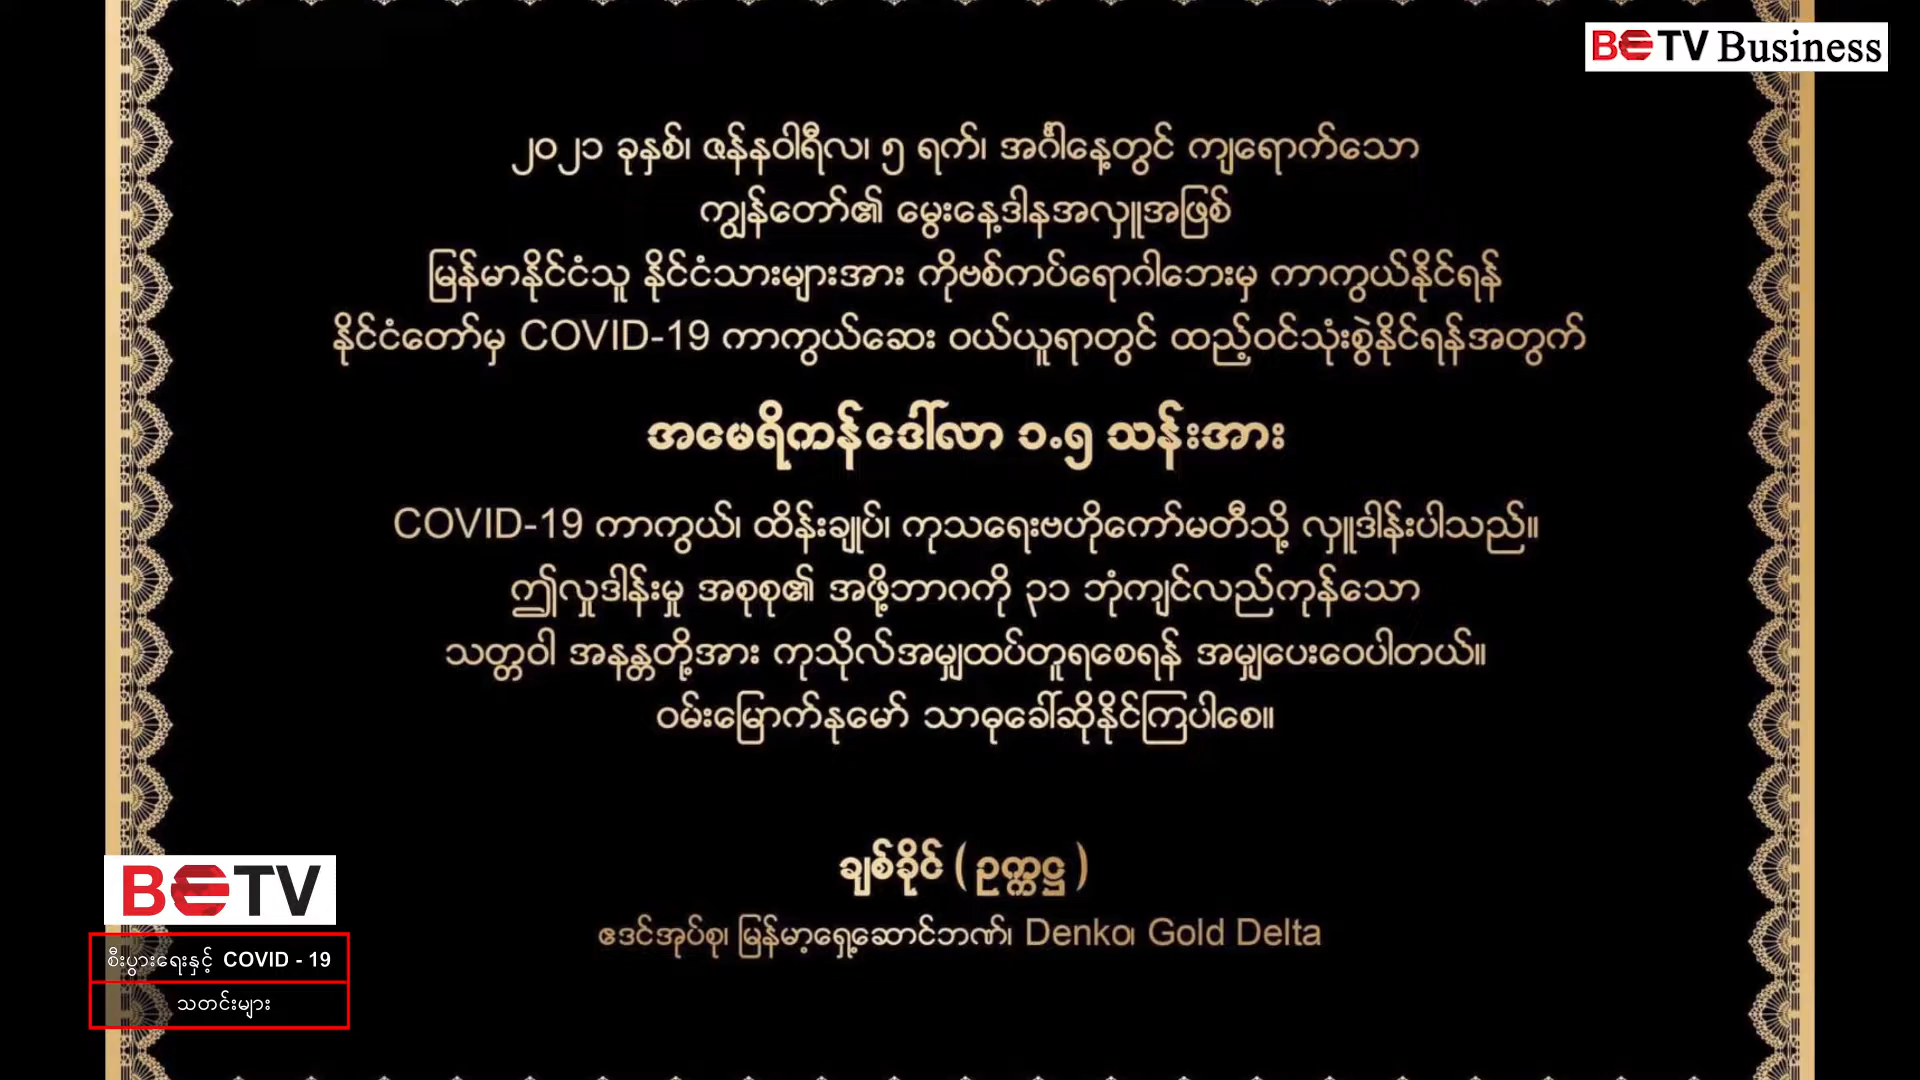 BETV Business
၂၀၂၁ ခုနှစ်၊ ဇန်နဝါရီလ၊ ၅ ရက်၊ အင်္ဂါနေ့တွင် ကျရောက်သော
ကျွန်တော်၏ မွေးနေ့ဒါနအလှူအဖြစ်
မြန်မာနိုင်ငံသူ နိုင်ငံသားများအား ကိုဗစ်ကပ်ရောဂါဘေးမှ ကာကွယ်နိုင်ရန်
နိုင်ငံတော်မှ COVID-19 ကာကွယ်ဆေး ဝယ်ယူရာတွင် ထည့်ဝင်သုံးစွဲနိုင်ရန်အတွက်
အမေရိကန်ဒေါ်လာ ၁.၅ သန်းအား
COVID-19 ကာကွယ်၊ ထိန်းချုပ်၊ ကုသရေးဗဟိုကော်မတီသို့ လှူဒါန်းပါသည်။
ဤလှုဒါန်းမှု အစုစု၏ အဖို့ဘာဂကို ၃၁ ဘုံကျင်လည်ကုန်သော
သတ္တဝါ အနန္တတို့အား ကုသိုလ်အမျှထပ်တူရစေရန် အမျှပေးဝေပါတယ်။
ဝမ်းမြောက်နုမော် သာဓုခေါ်ဆိုနိုင်ကြပါစေ။
ချစ်ခိုင် ( ဥက္ကဋ္ဌ )
ဧဒင်အုပ်စု၊ မြန်မာ့ရှေ့ဆောင်ဘဏ်၊ Denko၊ Gold Delta
BETV
စီးပွားရေးနှင့် COVID - 19
သတင်းများ